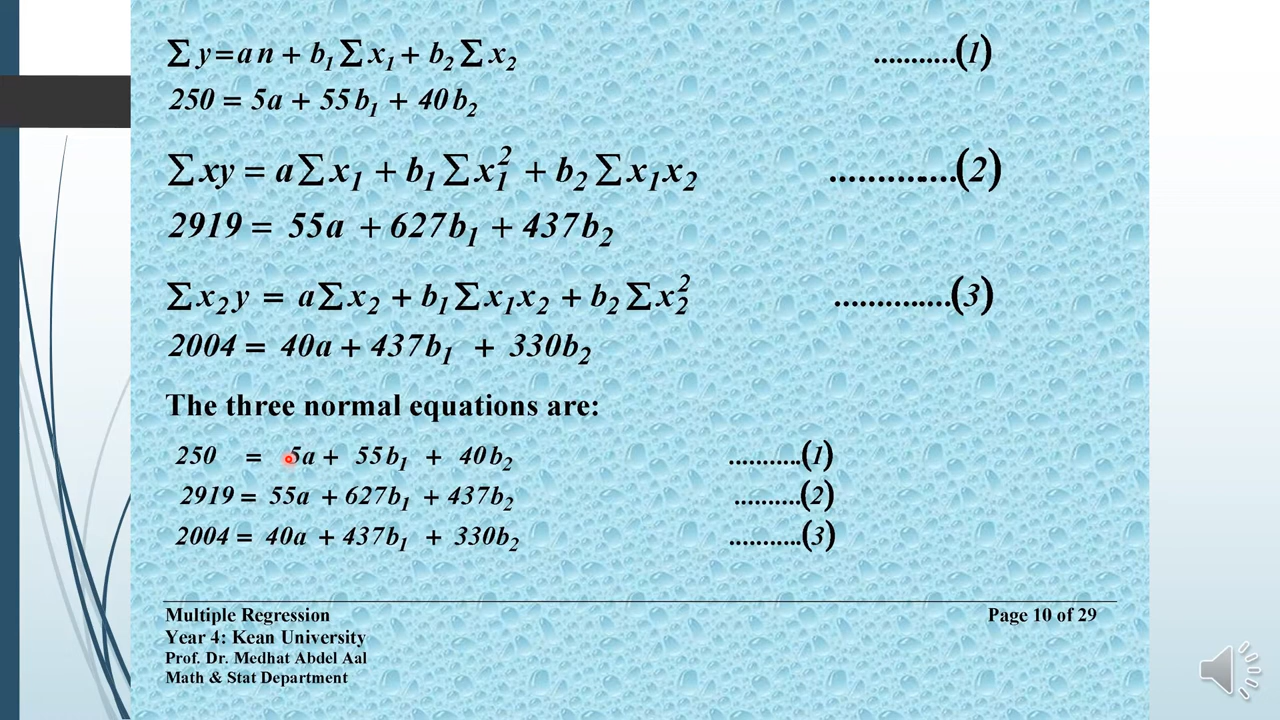 ∑ y = a n + b₁ ∑ x₁ + b₂ ∑ x₂ ...........(1)
250 = 5a + 55b₁ + 40b₂
∑ xy = a ∑ x₁ + b₁ ∑ x₁² + b₂ ∑ x₁x₂ .............(2)
2919 = 55a + 627b₁ + 437b₂
∑ x₂y = a ∑ x₂ + b₁ ∑ x₁x₂ + b₂ ∑ x₂² .............(3)
2004 = 40a + 437b₁ + 330b₂
The three normal equations are:
250 = 5a + 55b₁ + 40b₂ ...........(1)
2919 = 55a + 627b₁ + 437b₂ ..........(2)
2004 = 40a + 437b₁ + 330b₂ ...........(3)
Multiple Regression Page 10 of 29
Year 4: Kean University
Prof. Dr. Medhat Abdel Aal
Math & Stat Department